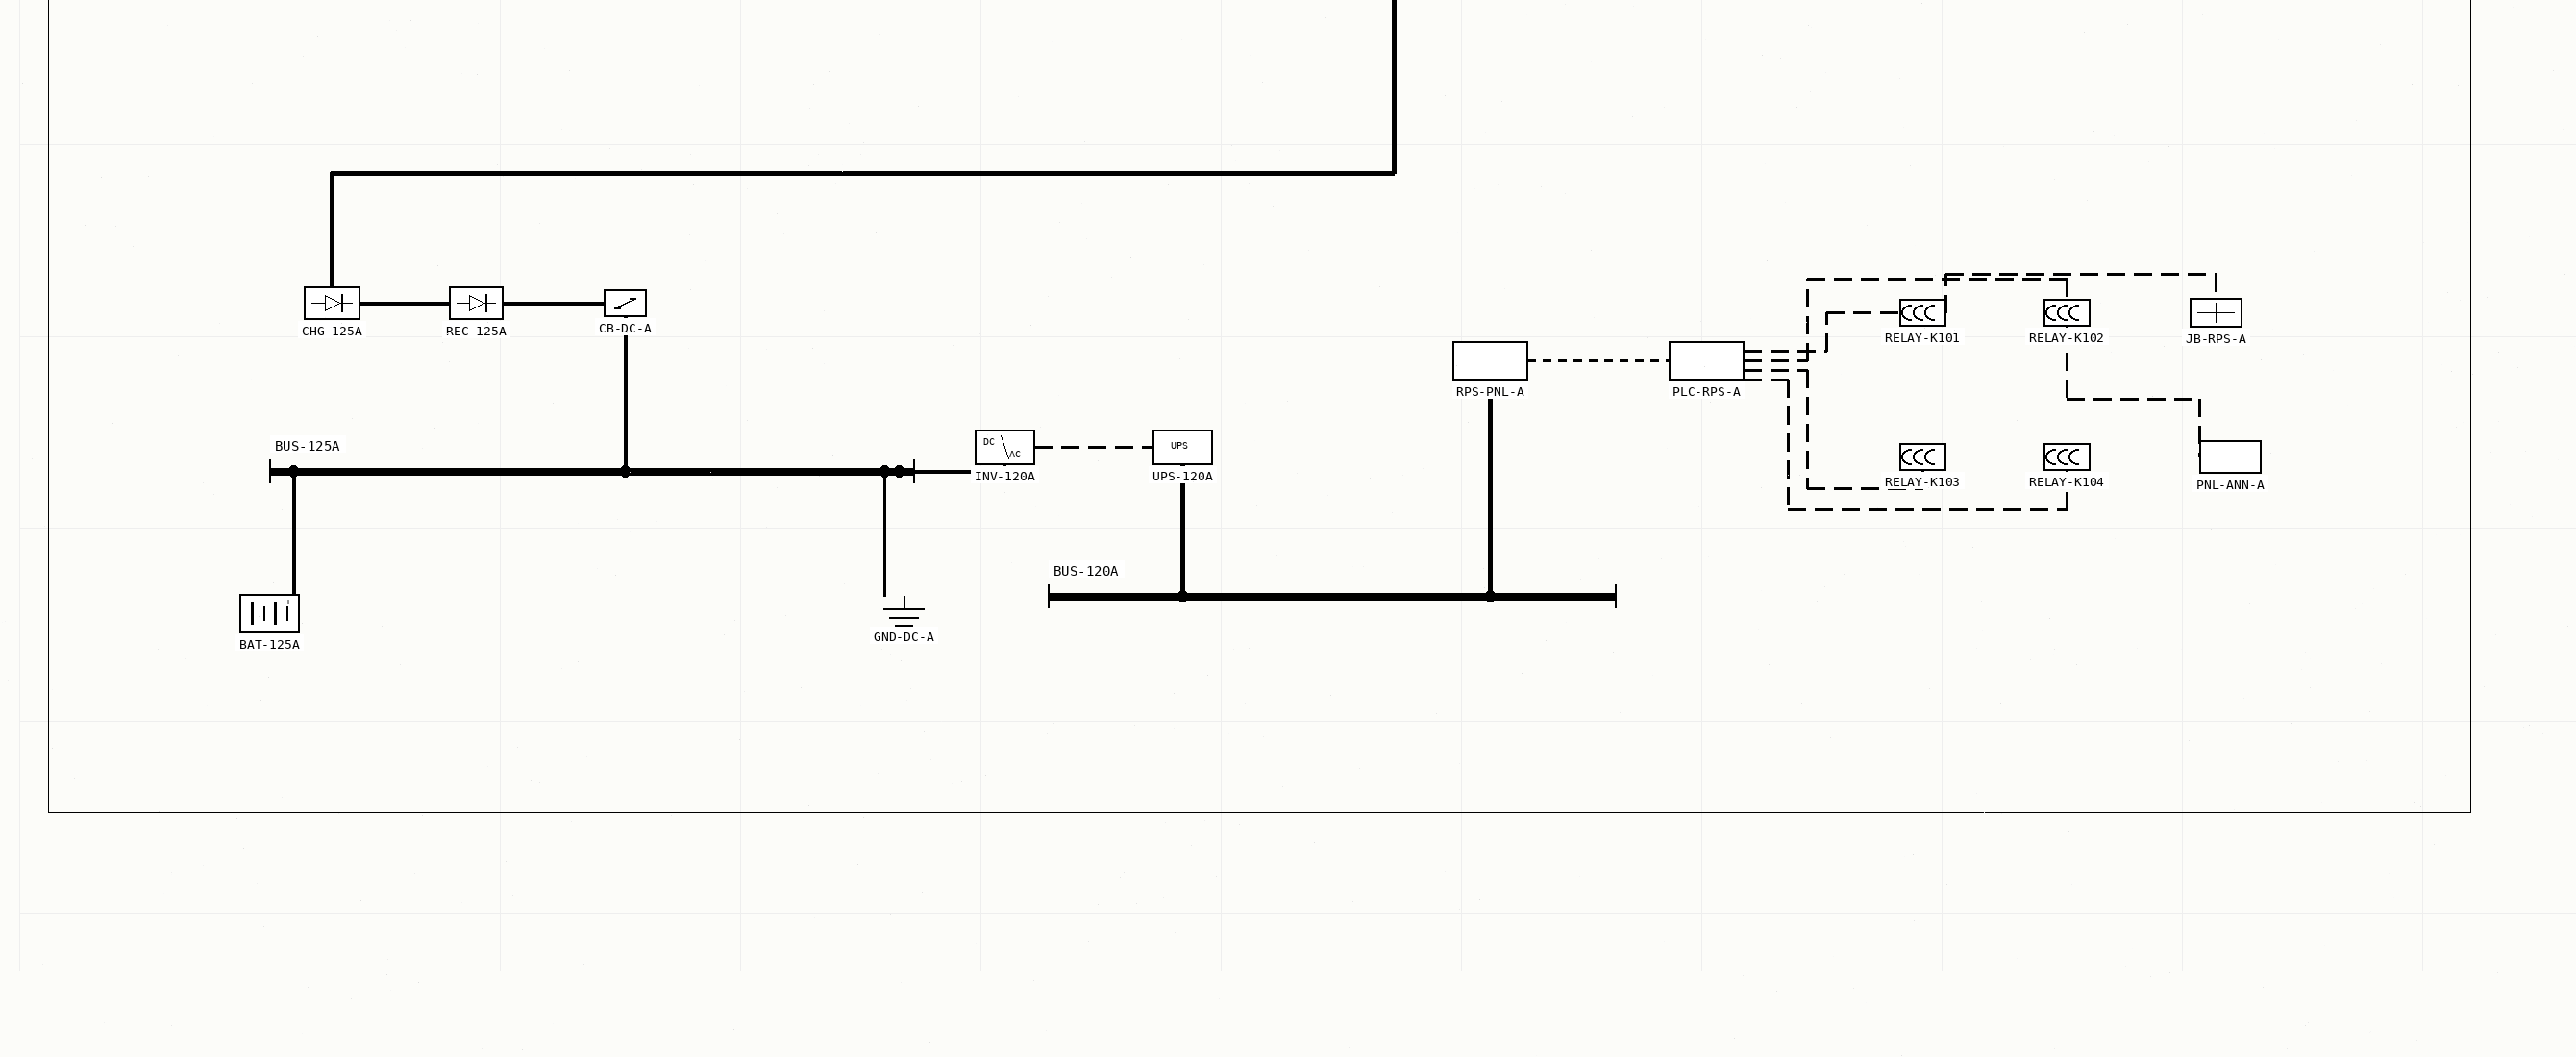 CHG-125A
REC-125A
CB-DC-A
RELAY-K101
RELAY-K102
JB-RPS-A
RPS-PNL-A
PLC-RPS-A
BUS-125A
DC
AC
INV-120A
UPS
UPS-120A
RELAY-K103
RELAY-K104
PNL-ANN-A
BUS-120A
+
BAT-125A
GND-DC-A